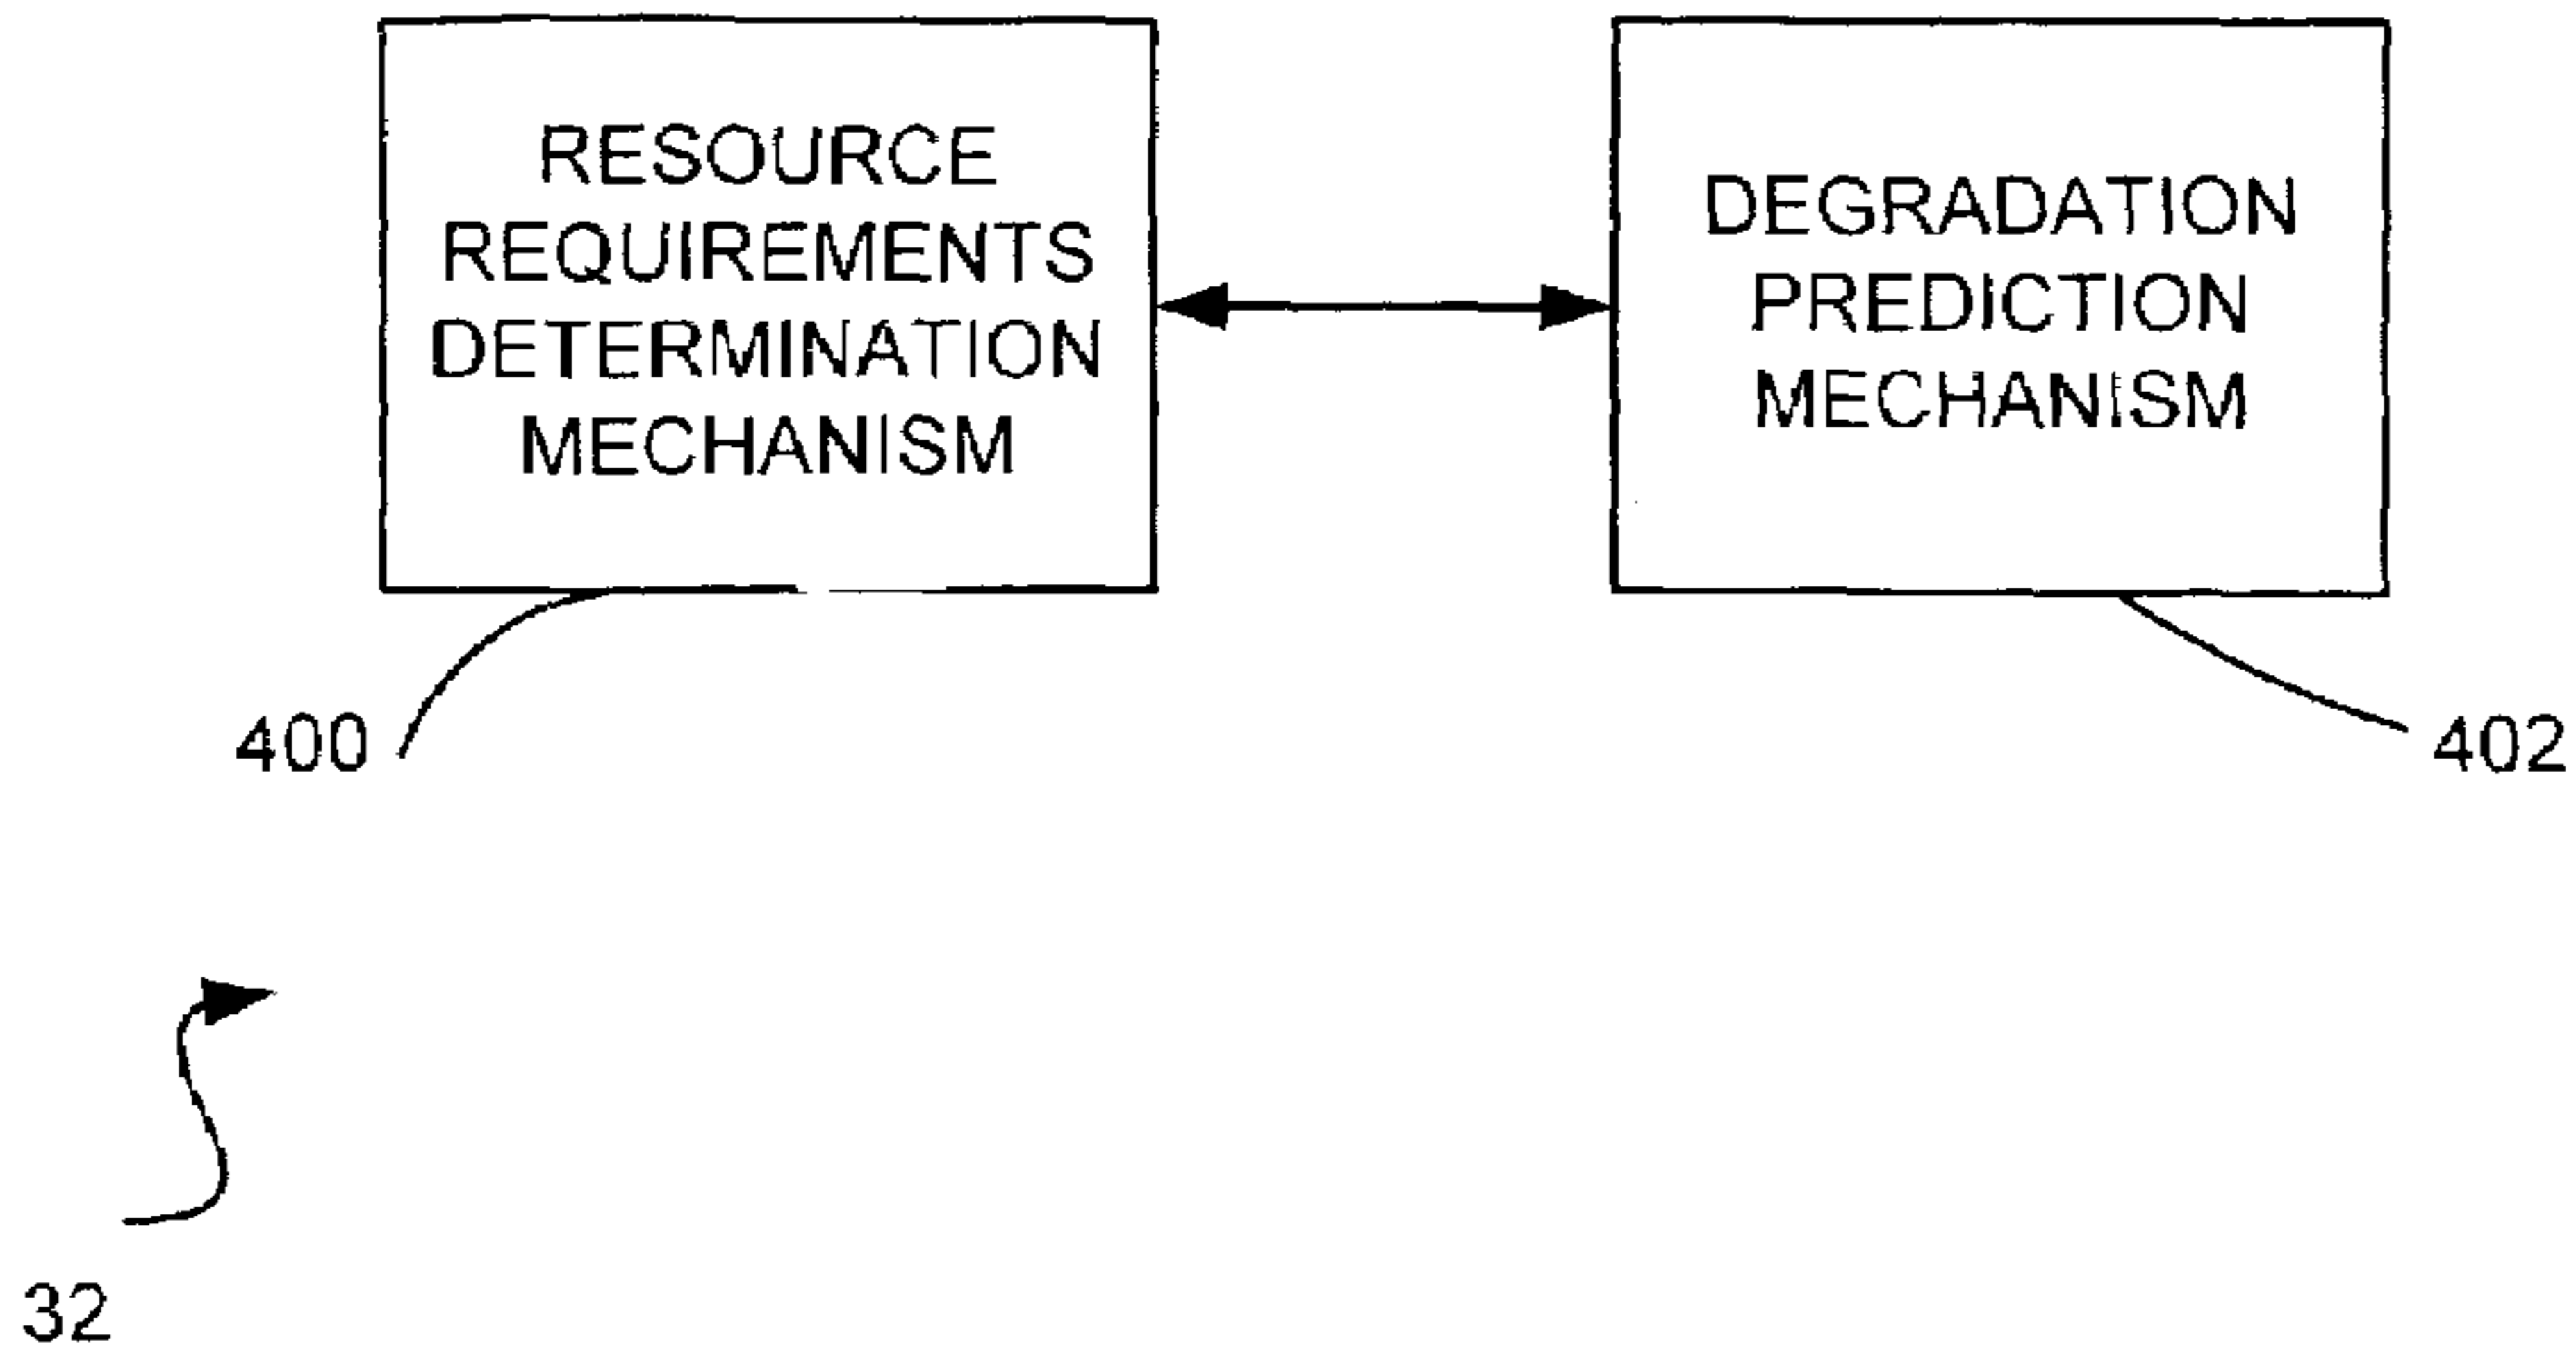 RESOURCE
REQUIREMENTS
DETERMINATION
MECHANISM
DEGRADATION
PREDICTION
MECHANISM
400
402
32